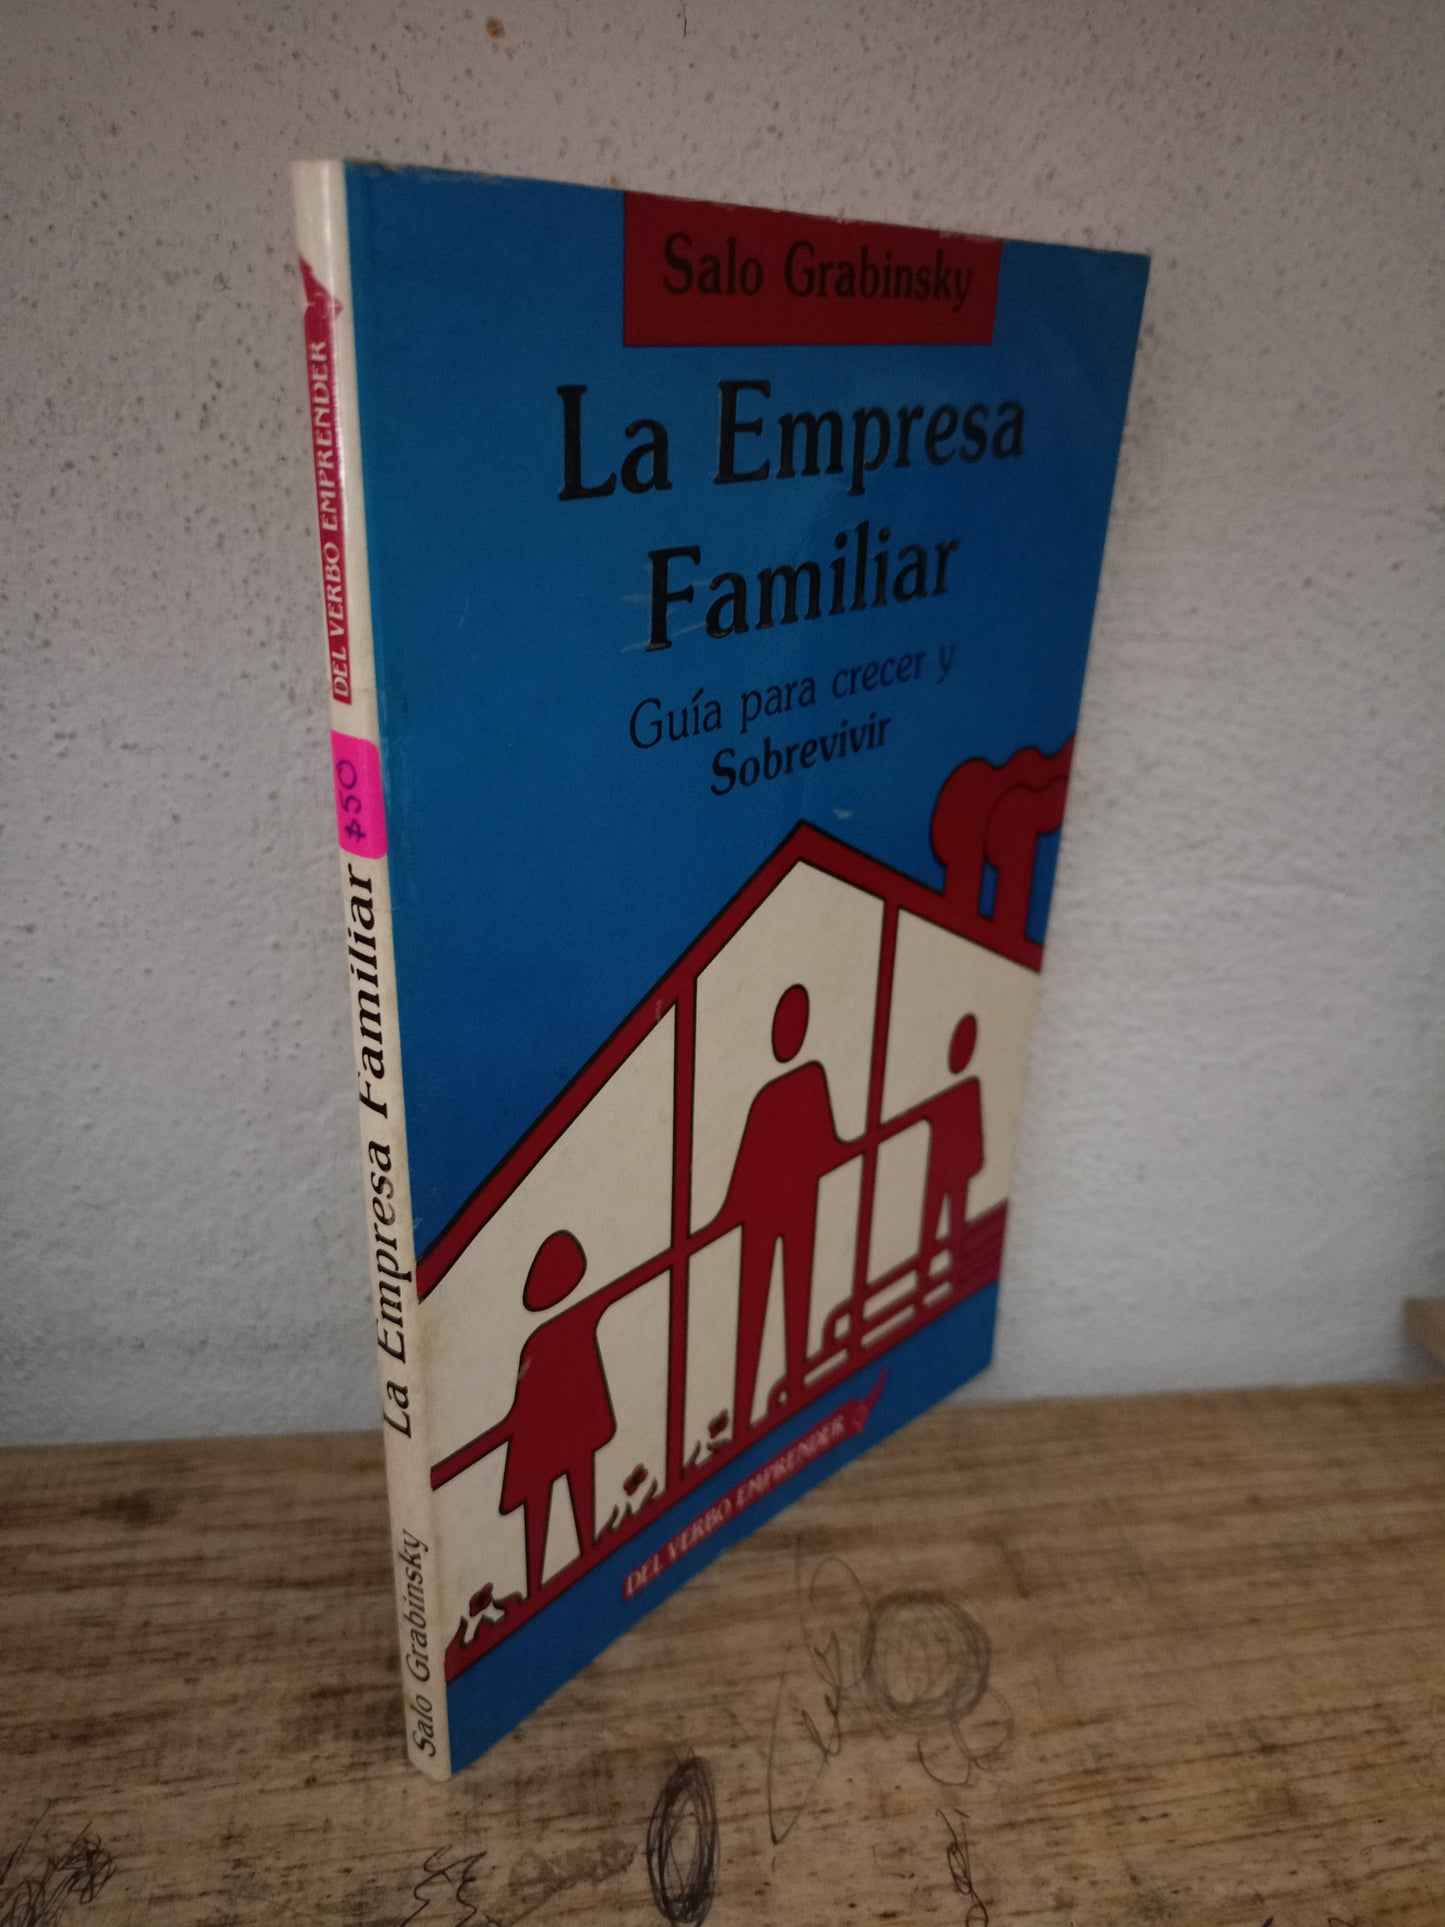 Salo Grabinsky
La Empresa
Familiar
Guía para crecer y
Sobrevivir
DEL VERBO EMPRENDER
DEL VERBO EMPRENDER
$50
La Empresa Familiar
Salo Grabinsky